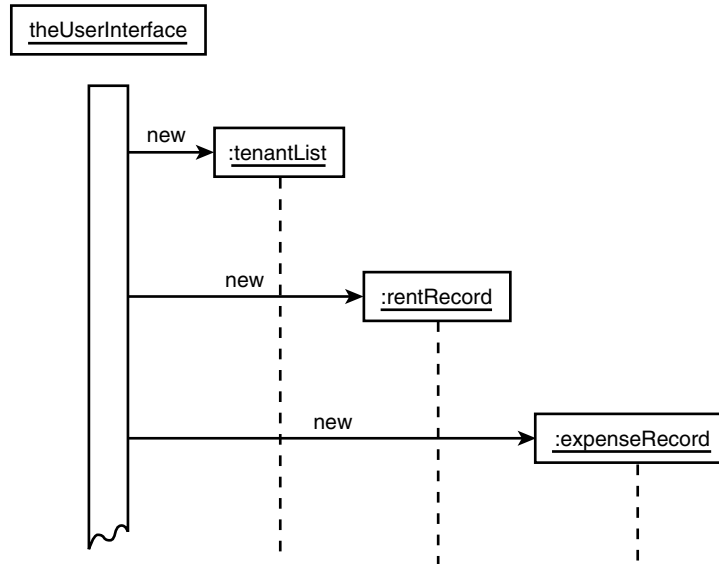 theUserInterface
new
:tenantList
new
:rentRecord
new
:expenseRecord